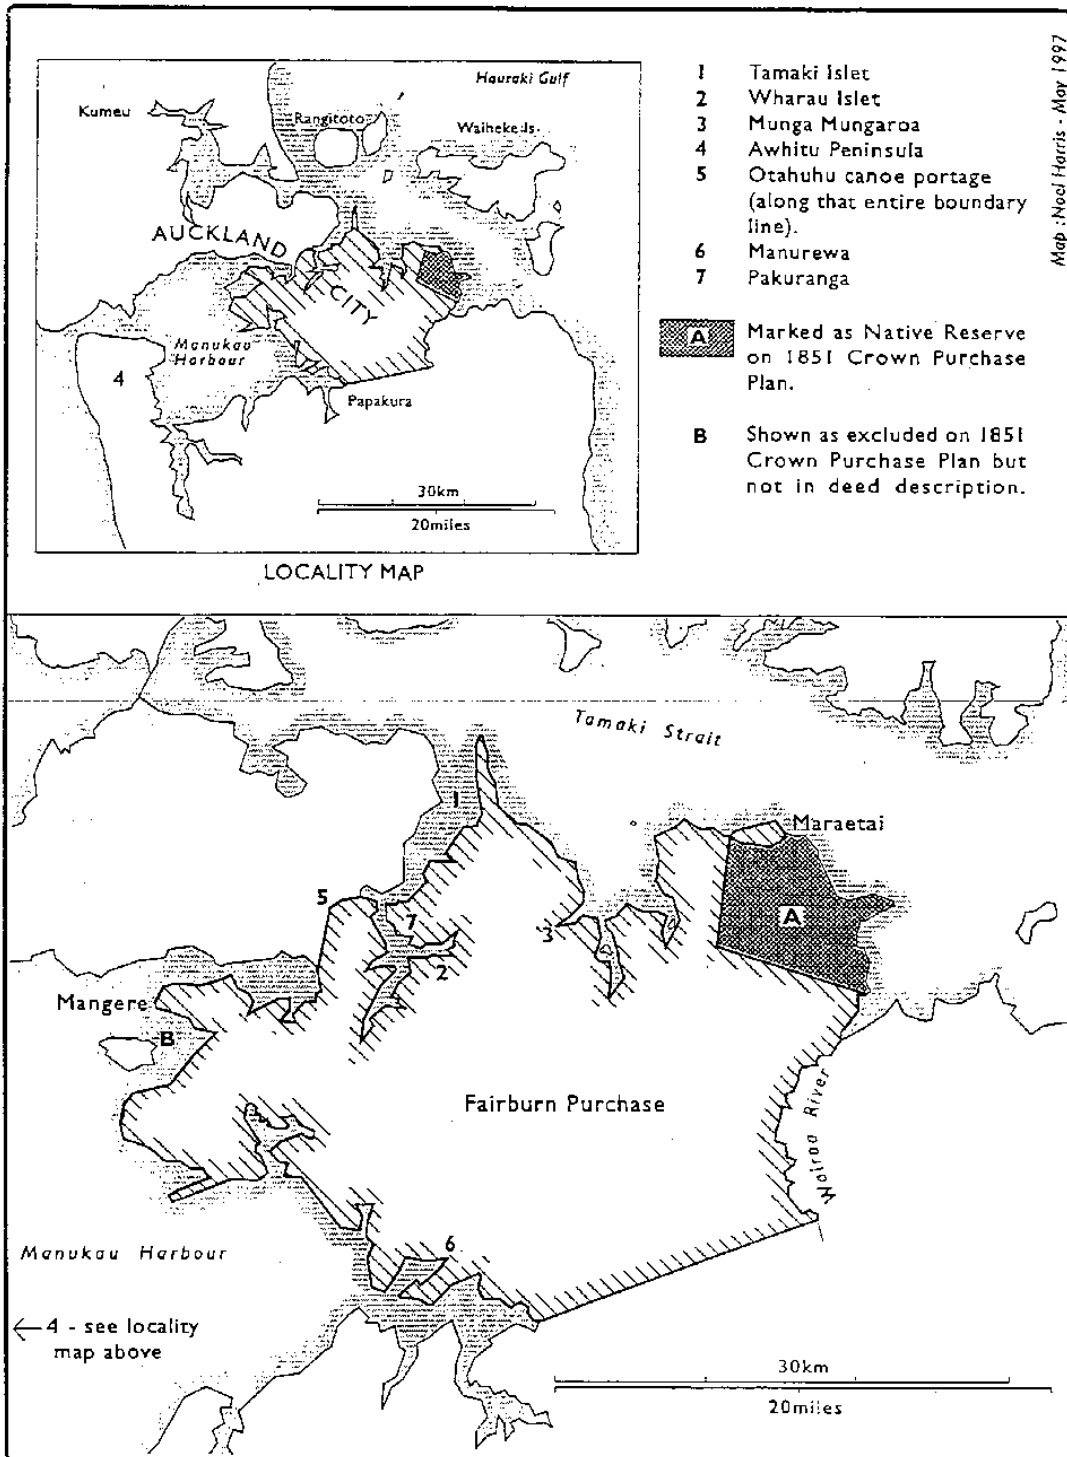 Hauraki Gulf
Kumeu
Rangitoto
Waiheke Is.
AUCKLAND
CITY
Manukau
Harbour
4
Papakura
30km
20miles
LOCALITY MAP
1 Tamaki Islet
2 Wharau Islet
3 Munga Mungaroa
4 Awhitu Peninsula
5 Otahuhu canoe portage
(along that entire boundary
line).
6 Manurewa
7 Pakuranga
A Marked as Native Reserve
on 1851 Crown Purchase
Plan.
B Shown as excluded on 1851
Crown Purchase Plan but
not in deed description.
Map : Noel Harris - May 1997
Tamaki Strait
1
Maraetai
5
A
7
3
2
Mangere
B
Fairburn Purchase
Wairoa River
Manukau Harbour
6
← 4 - see locality
map above
30km
20miles